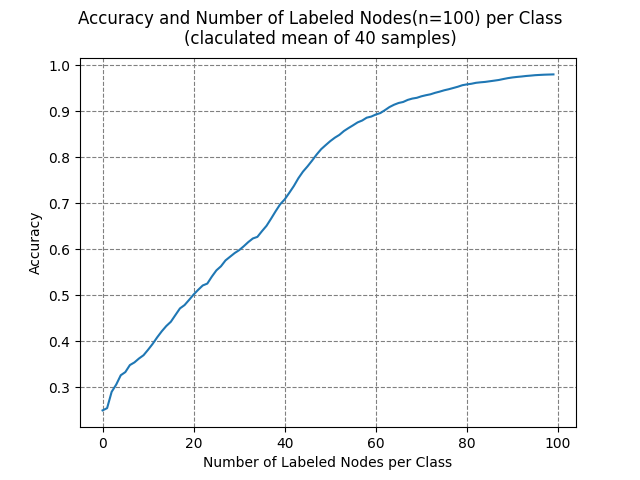 Accuracy and Number of Labeled Nodes(n=100) per Class
(claculated mean of 40 samples)
1.0
0.9
0.8
0.7
0.6
0.5
0.4
0.3
Accuracy
0 20 40 60 80 100
Number of Labeled Nodes per Class